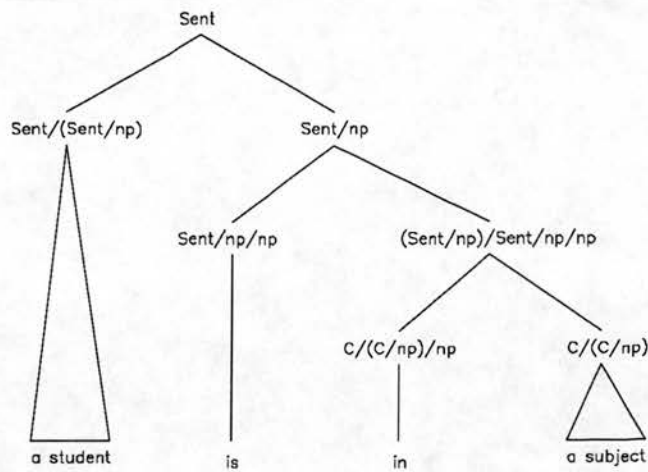 Sent
Sent/(Sent/np) Sent/np
Sent/np/np (Sent/np)/Sent/np/np
C/(C/np)/np C/(C/np)
a student is in a subject